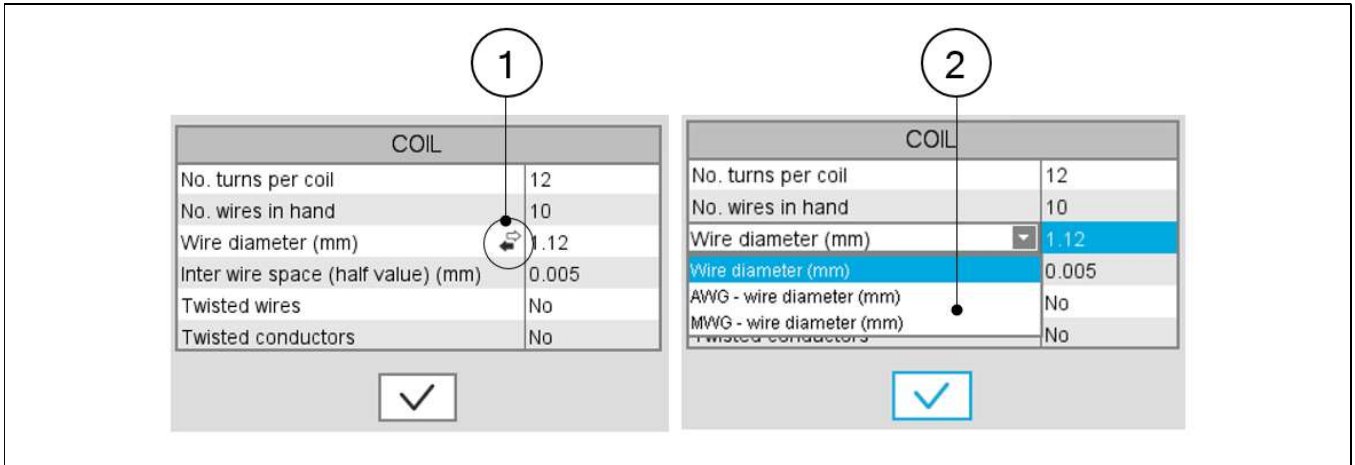 1
COIL
No. turns per coil 12
No. wires in hand 10
Wire diameter (mm) 1.12
Inter wire space (half value) (mm) 0.005
Twisted wires No
Twisted conductors No
2
COIL
No. turns per coil 12
No. wires in hand 10
Wire diameter (mm) 1.12
Wire diameter (mm) 0.005
AWG - wire diameter (mm) No
MWG - wire diameter (mm)
Twisted conductors No